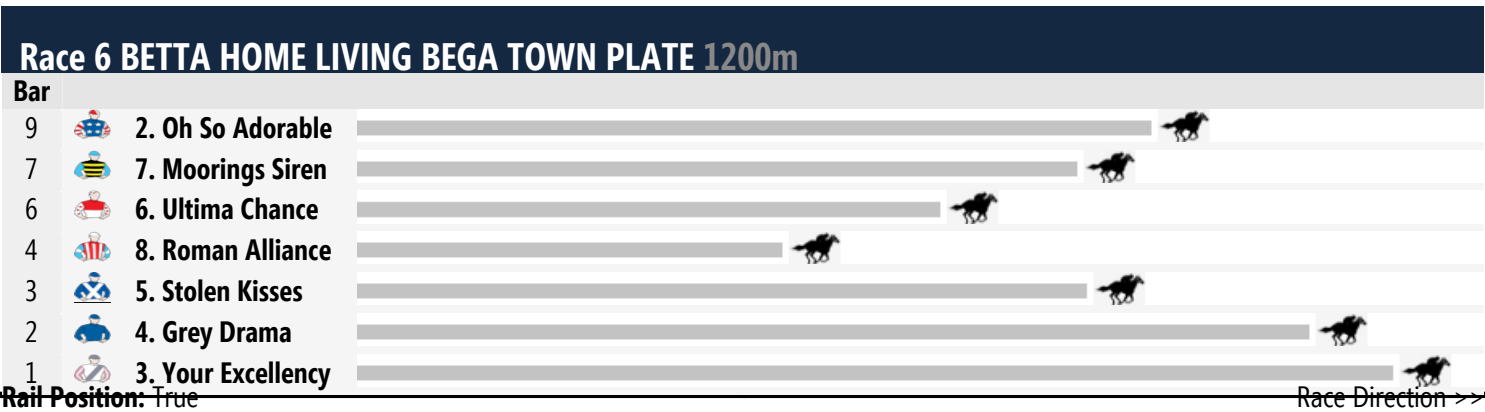 Race 6 BETTA HOME LIVING BEGA TOWN PLATE 1200m
Bar
9 2. Oh So Adorable
7 7. Moorings Siren
6 6. Ultima Chance
4 8. Roman Alliance
3 5. Stolen Kisses
2 4. Grey Drama
1 3. Your Excellency
Rail Position: True Race Direction >>